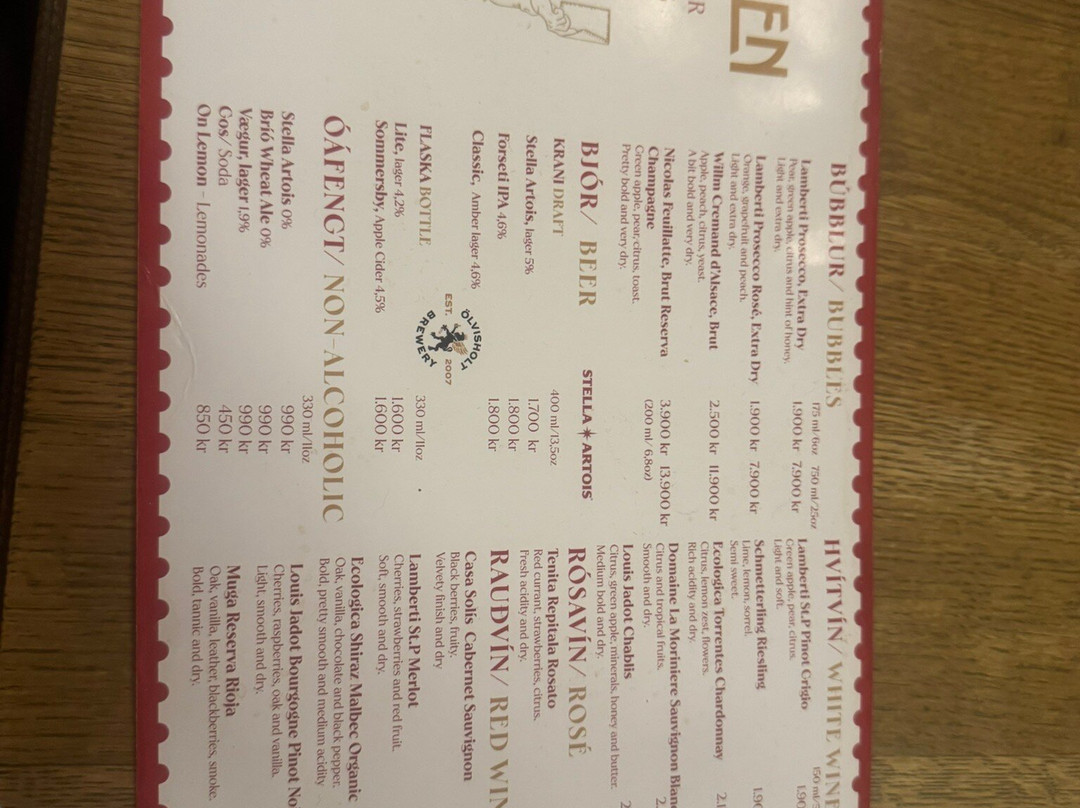 EN
R
BÚBBLUR/ BUBBLES
175 ml/6oz 750 ml/25oz
Lamberti Prosecco, Extra Dry 1.900 kr 7.900 kr
Pear, green apple, citrus and hint of honey.
Light and extra dry.
Lamberti Prosecco Rosé, Extra Dry 1.900 kr 7.900 kr
Orange, grapefruit and peach.
Light and extra dry.
Willm Cremand d'Alsace, Brut 2.500 kr 11.900 kr
Apple, peach, citrus, yeast.
A bit bold and very dry.
Nicolas Feuillatte, Brut Reserva 3.900 kr 13.900 kr
Champagne (200 ml/6,8oz)
Green apple, pear, citrus, toast.
Pretty bold and very dry.
BJÓR/ BEER
STELLA ARTOIS
KRANI DRAFT 400 ml/13,5oz
Stella Artois, lager 5% 1.700 kr
Forseti IPA 4,6% 1.800 kr
Classic, Amber lager 4,6% 1.800 kr
ÖLVISHOLT
BREWERY
EST. 2007
FLASKA BOTTLE 330 ml/11oz
Lite, lager 4,2% 1.600 kr
Sommersby, Apple Cider 4,5% 1.600 kr
ÓÁFENGT/ NON-ALCOHOLIC
330 ml/11oz
Stella Artois 0% 990 kr
Bríó Wheat Ale 0% 990 kr
Vægur, lager 1,9% 990 kr
Gos/ Soda 450 kr
On Lemon - Lemonades 850 kr
HVÍTVÍN/ WHITE WINE
150 ml/5
Lamberti St.P Pinot Grigio 1.90
Green apple, pear, citrus.
Light and soft.
Schmetterling Riesling 1.90
Lime, lemon, sorrel.
Semi sweet.
Ecologica Torrentes Chardonnay 2.1
Citrus, lemon zest, flowers.
Rich acidity and dry.
Domaine La Moriniere Sauvignon Blanc 2.
Citrus and tropical fruits.
Smooth and dry.
Louis Jadot Chablis 2
Citrus, green apple, minerals, honey and butter.
Medium bold and dry.
RÓSAVÍN/ ROSÉ
Tenita Repitala Rosato
Red currant, strawberries, citrus.
Fresh acidity and dry.
RAUÐVÍN/ RED WIN
Casa Solis Cabernet Sauvignon
Black berries, fruity.
Velvety finish and dry
Lamberti St.P Merlot
Cherries, strawberries and red fruit.
Soft, smooth and dry.
Ecologica Shiraz Malbec Organic
Oak, vanilla, chocolate and black pepper.
Bold, pretty smooth and medium acidity
Louis Jadot Bourgogne Pinot No
Cherries, raspberries, oak and vanilla.
Light, smooth and dry.
Muga Reserva Rioja
Oak, vanilla, leather, blackberries, smoke.
Bold, tannic and dry.